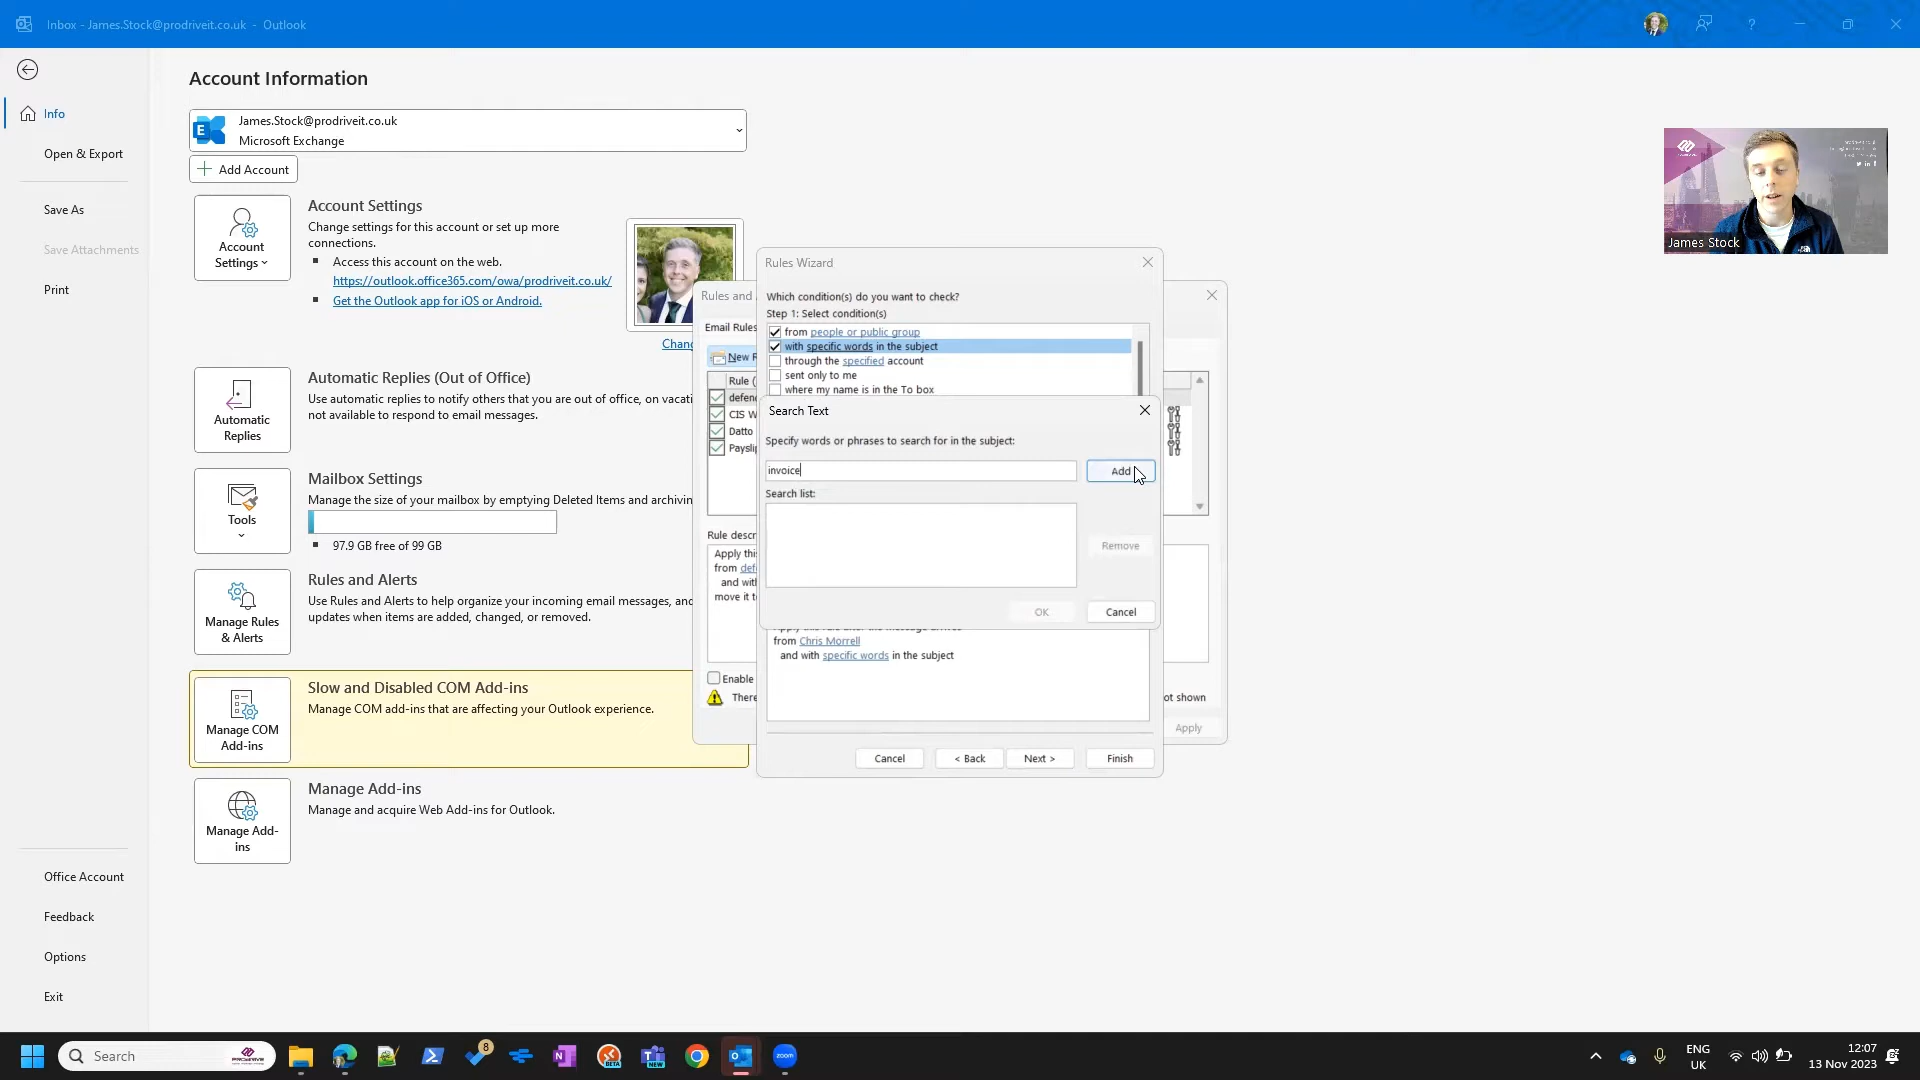 Inbox - James.Stock@prodriveit.co.uk - Outlook
Account Information
Info
James.Stock@prodriveit.co.uk
Microsoft Exchange
Open & Export
Add Account
Save As
Save Attachments
Print
Account Settings
Account Settings
Change settings for this account or set up more
connections.
Access this account on the web.
https://outlook.office365.com/owa/prodriveit.co.uk/
Get the Outlook app for iOS or Android.
Chang
Automatic Replies
Automatic Replies (Out of Office)
Use automatic replies to notify others that you are out of office, on vacati
not available to respond to email messages.
Tools
Mailbox Settings
Manage the size of your mailbox by emptying Deleted Items and archivin
97.9 GB free of 99 GB
Manage Rules & Alerts
Rules and Alerts
Use Rules and Alerts to help organize your incoming email messages, and
updates when items are added, changed, or removed.
Manage COM Add-ins
Slow and Disabled COM Add-ins
Manage COM add-ins that are affecting your Outlook experience.
Manage Add-ins
Manage Add-ins
Manage and acquire Web Add-ins for Outlook.
Office Account
Feedback
Options
Exit
Rules and
Email Rules
New R
Rule (
defend
CIS W
Datto
Payslip
Rule descr
Apply this
from defe
and with
move it to
Enable
There
ot shown
Apply
Rules Wizard
Which condition(s) do you want to check?
Step 1: Select condition(s)
from people or public group
with specific words in the subject
through the specified account
sent only to me
where my name is in the To box
Search Text
Specify words or phrases to search for in the subject:
invoice
Add
Search list:
Remove
OK
Cancel
from Chris Morrell
and with specific words in the subject
Cancel
< Back
Next >
Finish
James Stock
Search
8
BETA
NEW
zoom
ENG
UK
12:07
13 Nov 2023